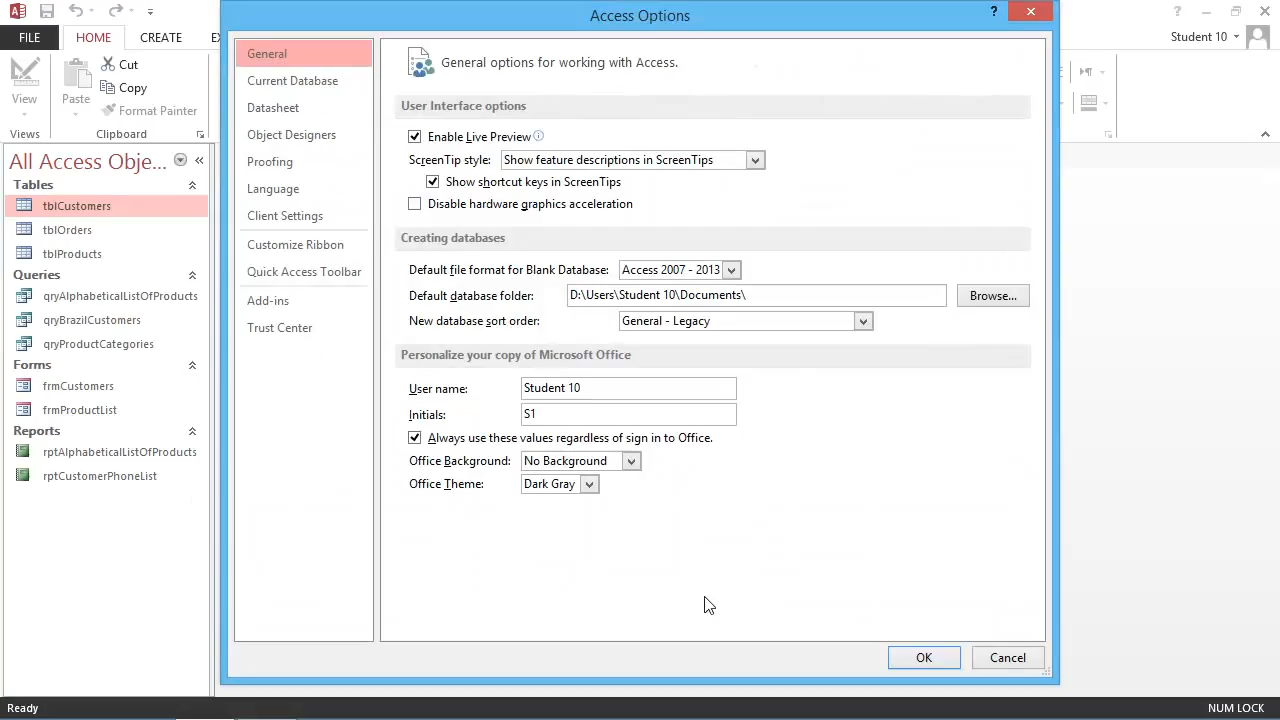 Access Options
?
FILE
HOME
CREATE
Student 10
View
Views
Paste
Cut
Copy
Format Painter
Clipboard
All Access Obje...
Tables
tblCustomers
tblOrders
tblProducts
Queries
qryAlphabeticalListOfProducts
qryBrazilCustomers
qryProductCategories
Forms
frmCustomers
frmProductList
Reports
rptAlphabeticalListOfProducts
rptCustomerPhoneList
General
Current Database
Datasheet
Object Designers
Proofing
Language
Client Settings
Customize Ribbon
Quick Access Toolbar
Add-ins
Trust Center
General options for working with Access.
User Interface options
Enable Live Preview
ScreenTip style: Show feature descriptions in ScreenTips
Show shortcut keys in ScreenTips
Disable hardware graphics acceleration
Creating databases
Default file format for Blank Database: Access 2007 - 2013
Default database folder: D:\Users\Student 10\Documents\ Browse...
New database sort order: General - Legacy
Personalize your copy of Microsoft Office
User name: Student 10
Initials: S1
Always use these values regardless of sign in to Office.
Office Background: No Background
Office Theme: Dark Gray
OK
Cancel
Ready
NUM LOCK